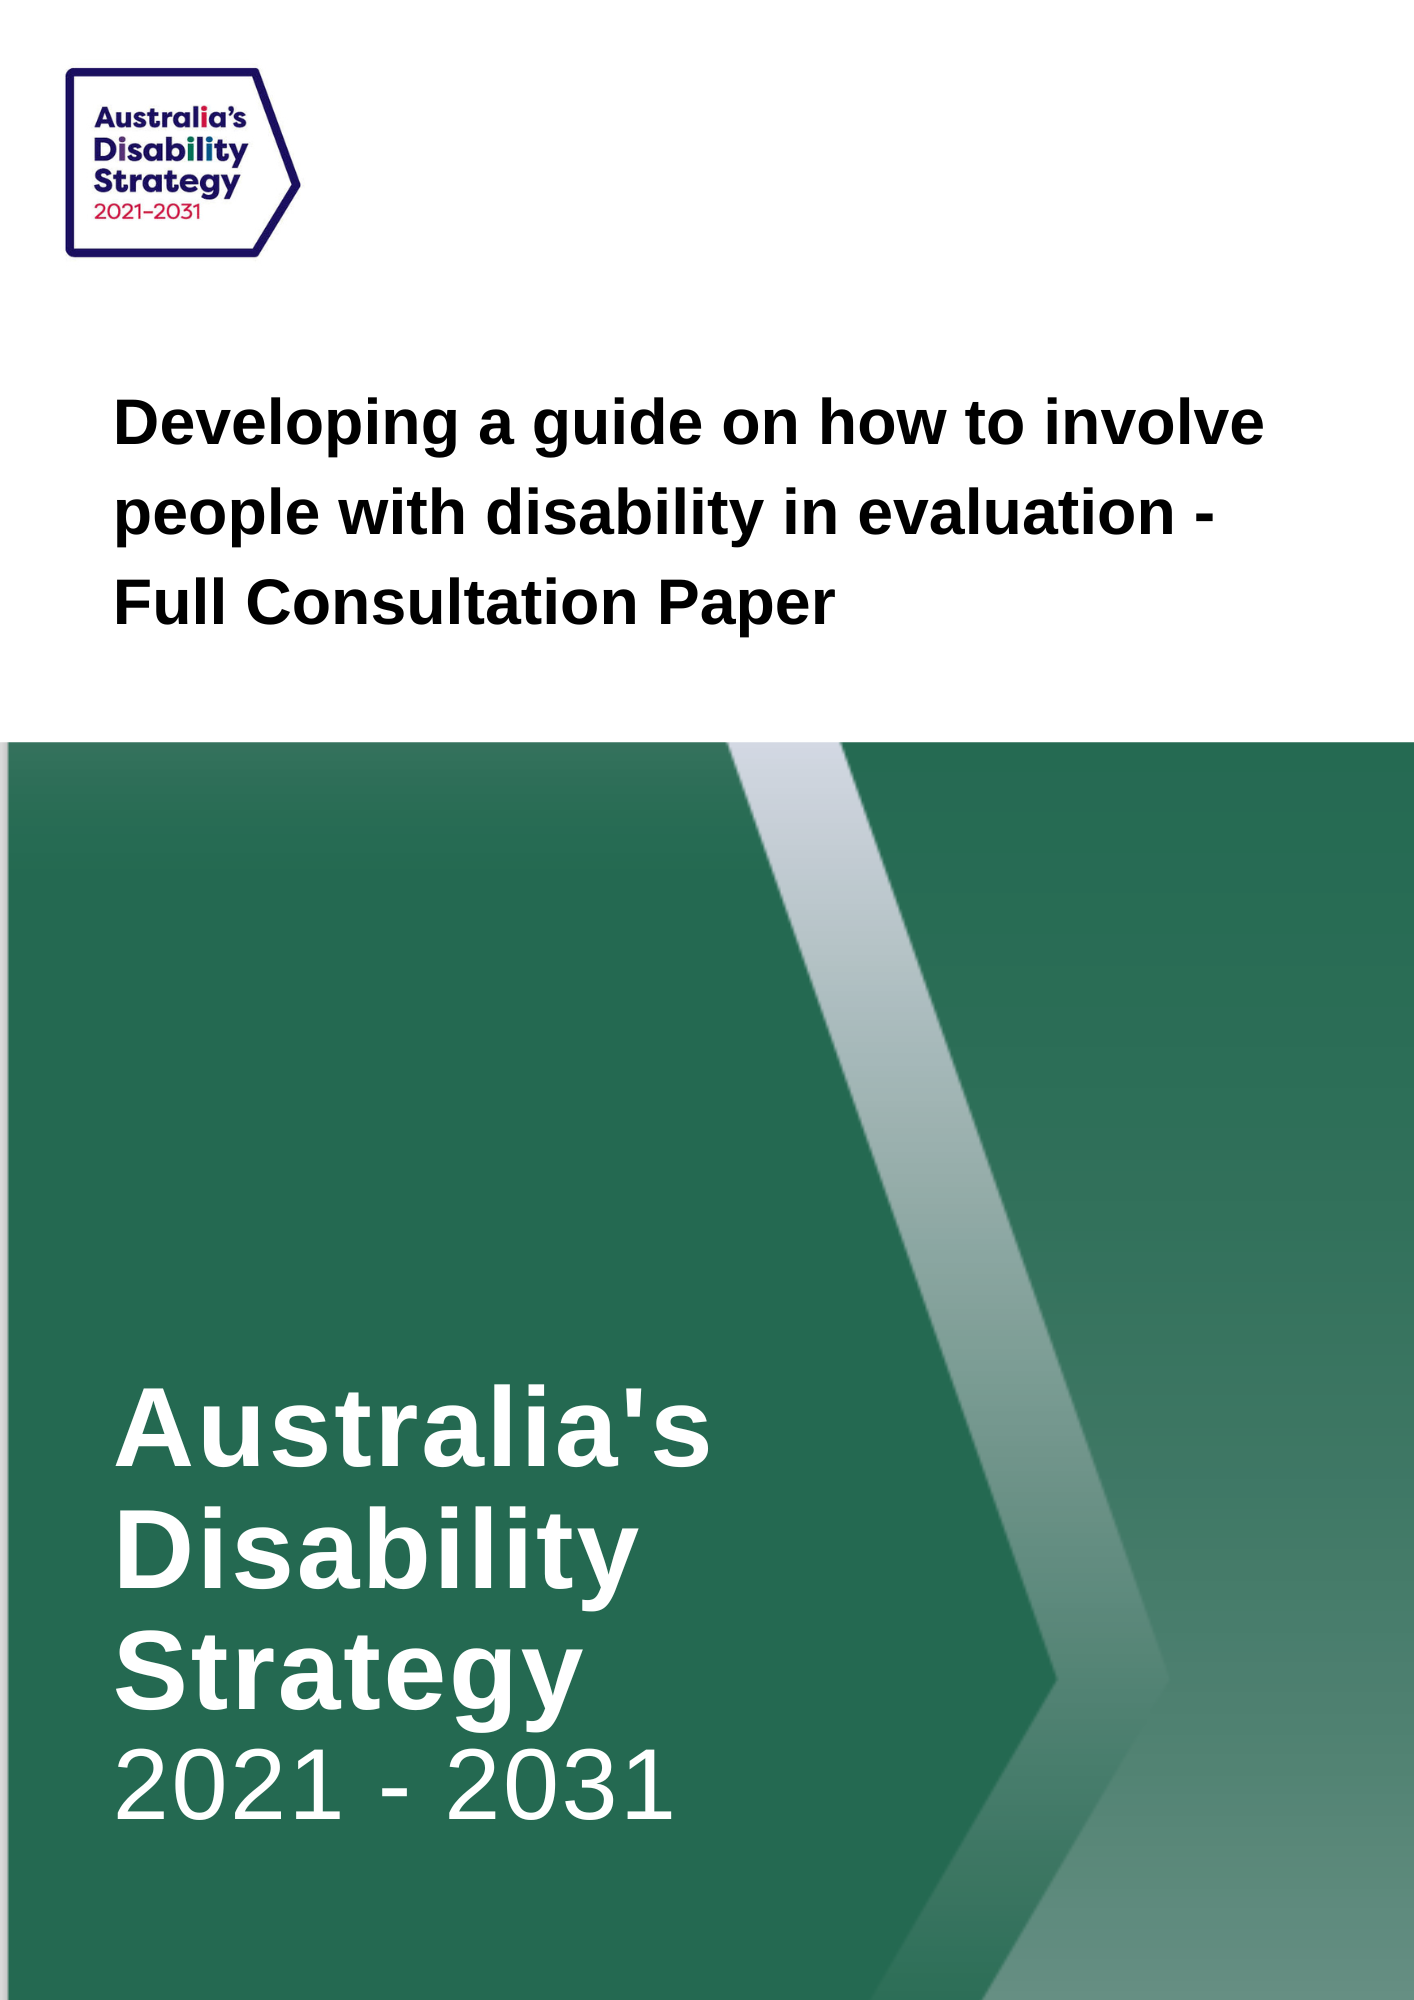 Australia’s
Disability
Strategy
2021–2031
Developing a guide on how to involve
people with disability in evaluation -
Full Consultation Paper
Australia's
Disability
Strategy
2021 - 2031